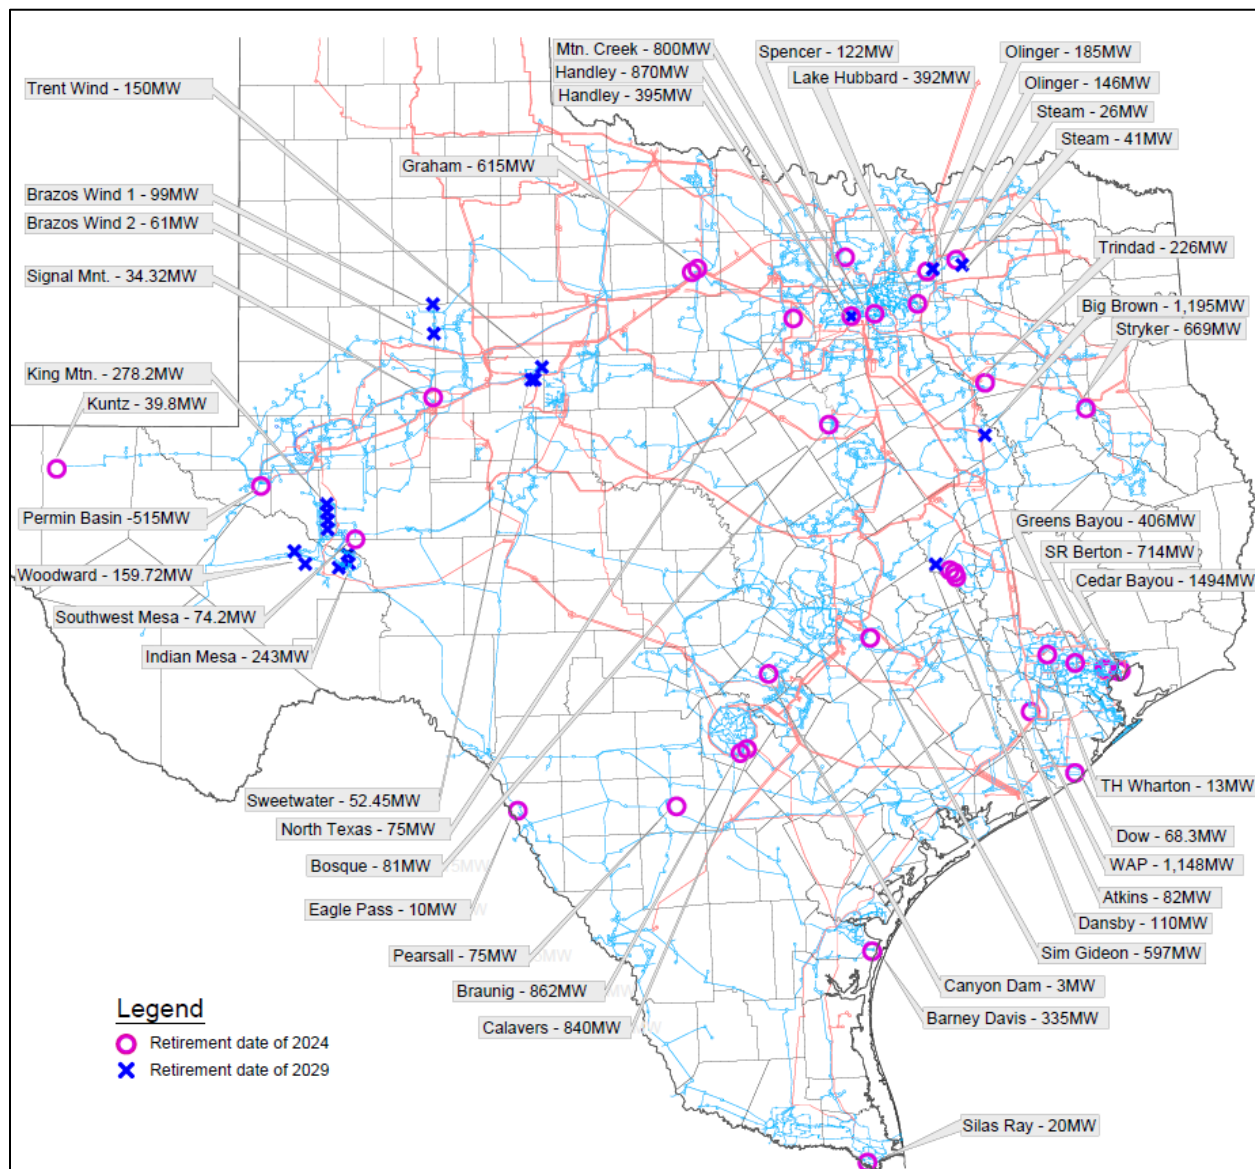 Mtn. Creek - 800MW
Spencer - 122MW
Olinger - 185MW
Trent Wind - 150MW
Handley - 870MW
Lake Hubbard - 392MW
Olinger - 146MW
Handley - 395MW
Steam - 26MW
Steam - 41MW
Graham - 615MW
Brazos Wind 1 - 99MW
Brazos Wind 2 - 61MW
Trindad - 226MW
Signal Mnt. - 34.32MW
Big Brown - 1,195MW
Stryker - 669MW
King Mtn. - 278.2MW
Kuntz - 39.8MW
Permin Basin -515MW
Greens Bayou - 406MW
SR Berton - 714MW
Woodward - 159.72MW
Cedar Bayou - 1494MW
Southwest Mesa - 74.2MW
Indian Mesa - 243MW
Sweetwater - 52.45MW
TH Wharton - 13MW
North Texas - 75MW
Dow - 68.3MW
Bosque - 81MW
WAP - 1,148MW
Eagle Pass - 10MW
Atkins - 82MW
Dansby - 110MW
Pearsall - 75MW
Sim Gideon - 597MW
Braunig - 862MW
Canyon Dam - 3MW
Calavers - 840MW
Barney Davis - 335MW
Legend
Retirement date of 2024
Retirement date of 2029
Silas Ray - 20MW